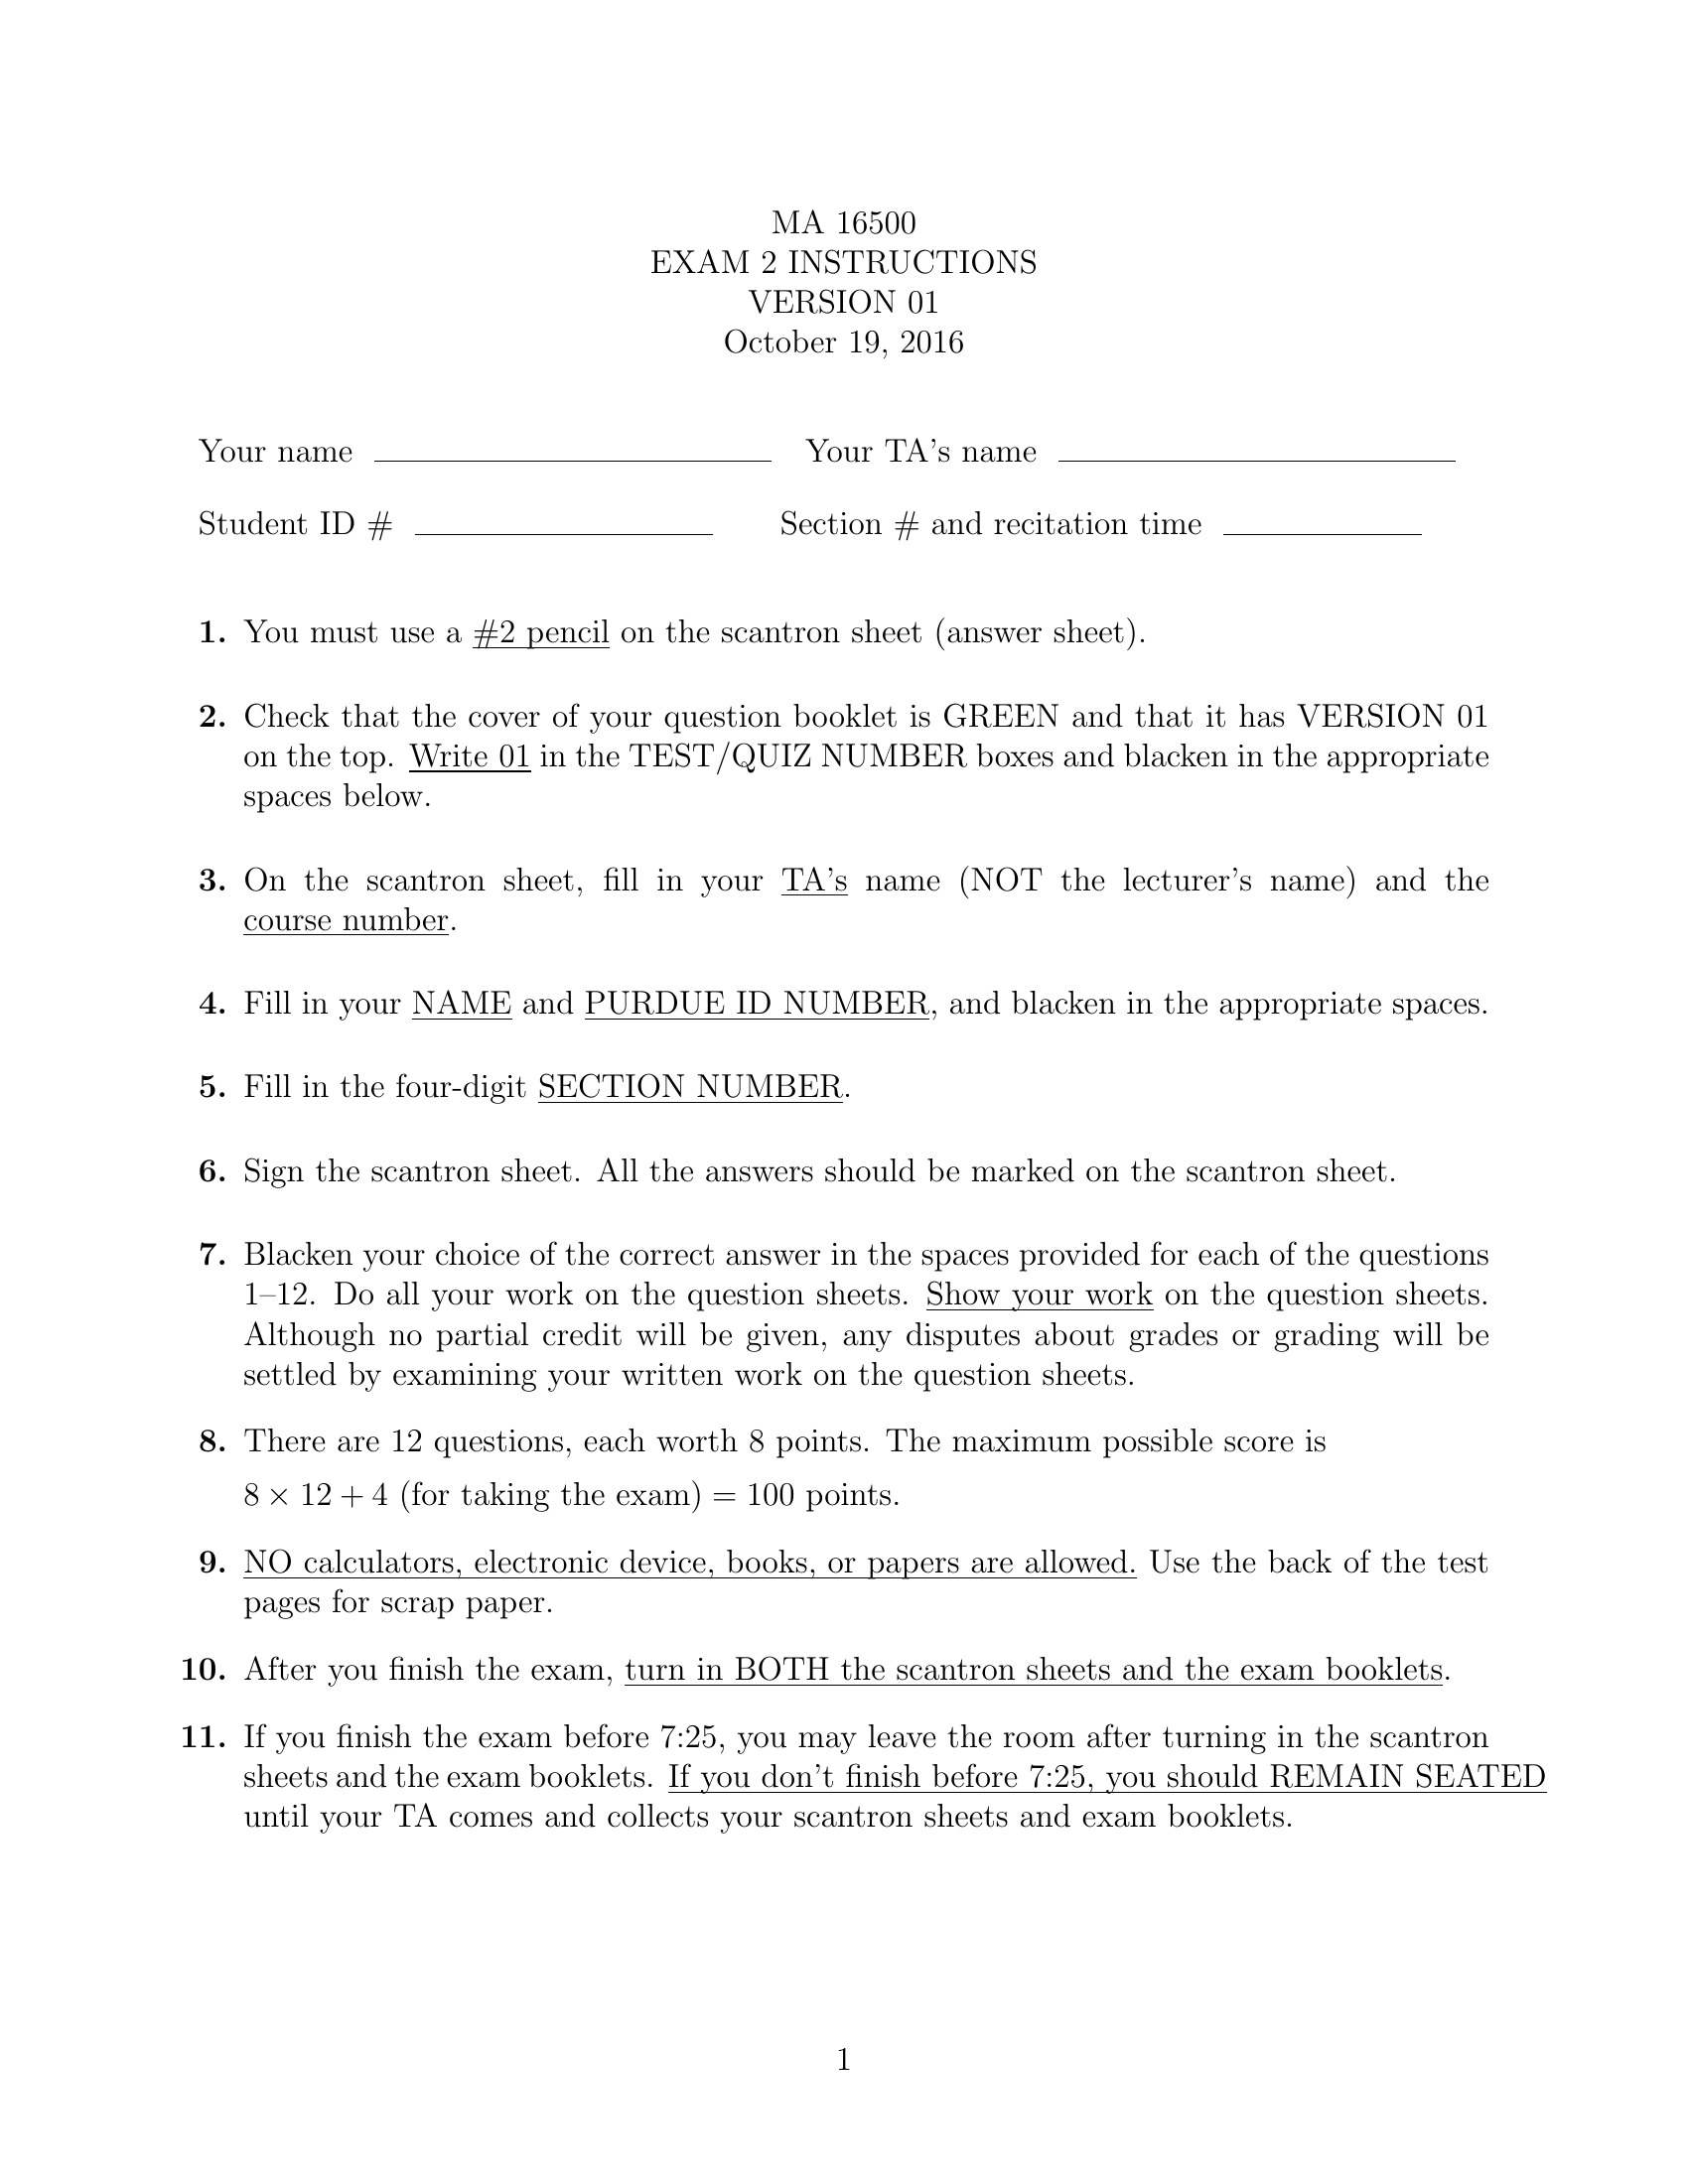 MA 16500
EXAM 2 INSTRUCTIONS
VERSION 01
October 19, 2016
Your name Your TA's name
Student ID # Section # and recitation time
1. You must use a #2 pencil on the scantron sheet (answer sheet).
2. Check that the cover of your question booklet is GREEN and that it has VERSION 01
on the top. Write 01 in the TEST/QUIZ NUMBER boxes and blacken in the appropriate
spaces below.
3. On the scantron sheet, fill in your TA's name (NOT the lecturer's name) and the
course number.
4. Fill in your NAME and PURDUE ID NUMBER, and blacken in the appropriate spaces.
5. Fill in the four-digit SECTION NUMBER.
6. Sign the scantron sheet. All the answers should be marked on the scantron sheet.
7. Blacken your choice of the correct answer in the spaces provided for each of the questions
1–12. Do all your work on the question sheets. Show your work on the question sheets.
Although no partial credit will be given, any disputes about grades or grading will be
settled by examining your written work on the question sheets.
8. There are 12 questions, each worth 8 points. The maximum possible score is
8 × 12 + 4 (for taking the exam) = 100 points.
9. NO calculators, electronic device, books, or papers are allowed. Use the back of the test
pages for scrap paper.
10. After you finish the exam, turn in BOTH the scantron sheets and the exam booklets.
11. If you finish the exam before 7:25, you may leave the room after turning in the scantron
sheets and the exam booklets. If you don't finish before 7:25, you should REMAIN SEATED
until your TA comes and collects your scantron sheets and exam booklets.
1